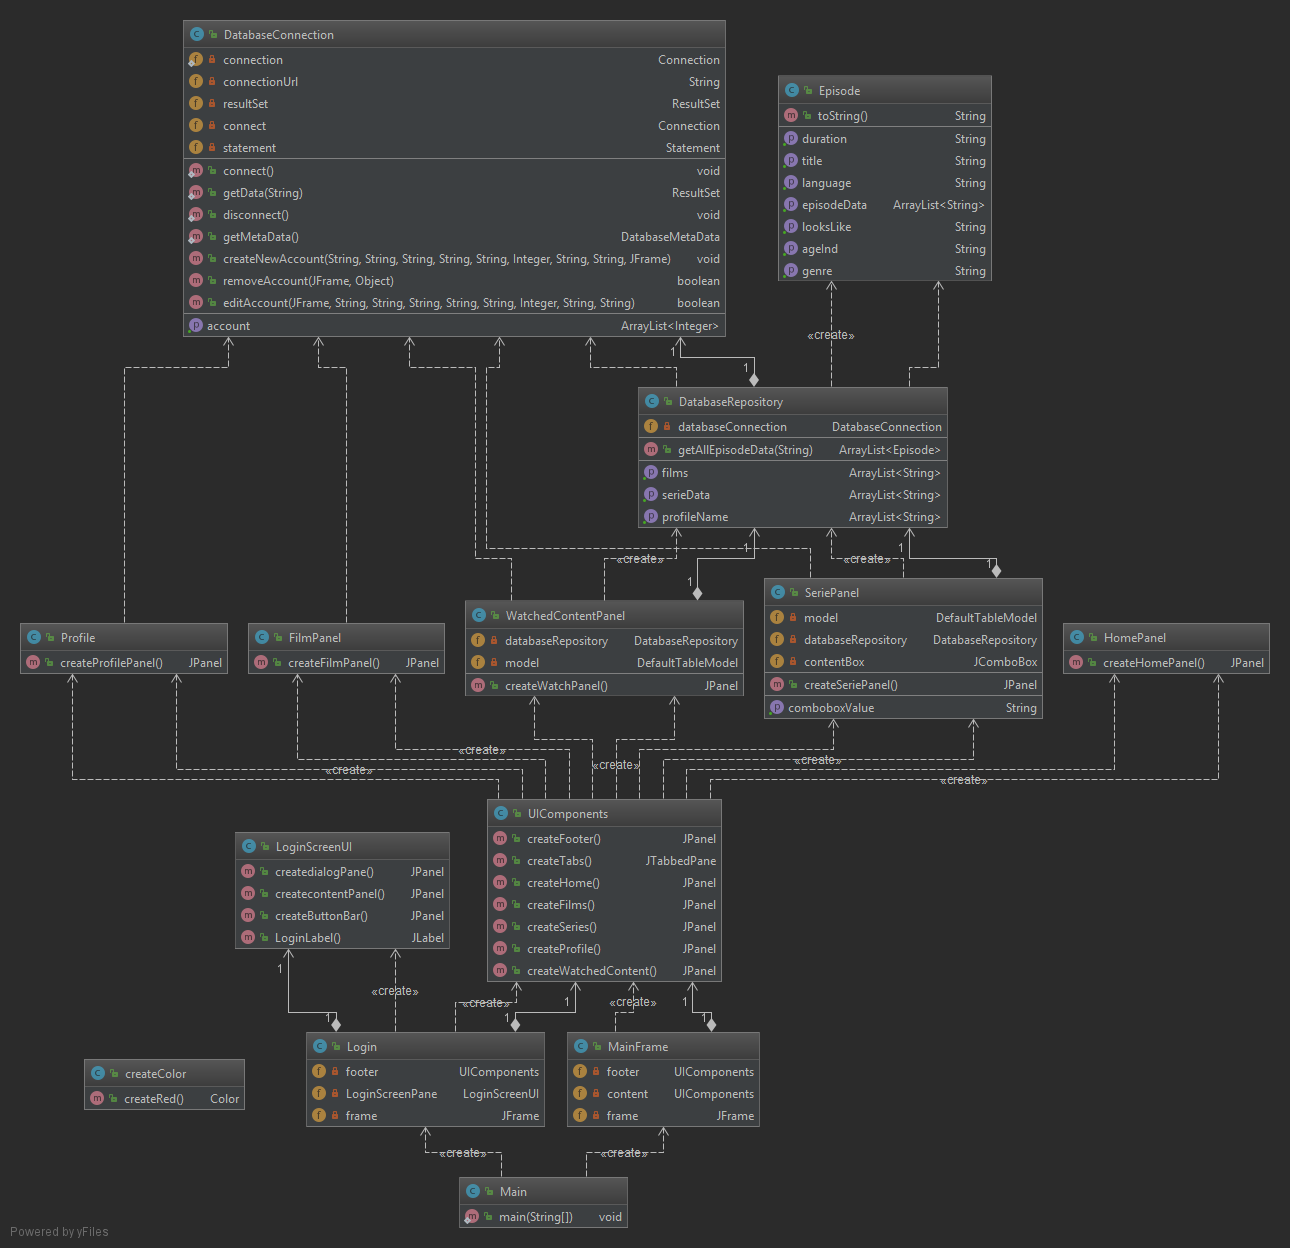 DatabaseConnection
connection Connection
connectionUrl String
resultSet ResultSet
connect Connection
statement Statement
connect() void
getData(String) ResultSet
disconnect() void
getMetaData() DatabaseMetaData
createNewAccount(String, String, String, String, String, Integer, String, String, JFrame) void
removeAccount(JFrame, Object) boolean
editAccount(JFrame, String, String, String, String, String, Integer, String, String) boolean
account ArrayList<Integer>
Episode
toString() String
duration String
title String
language String
episodeData ArrayList<String>
looksLike String
ageInd String
genre String
«create»
1
1
DatabaseRepository
databaseConnection DatabaseConnection
getAllEpisodeData(String) ArrayList<Episode>
films ArrayList<String>
serieData ArrayList<String>
profileName ArrayList<String>
1
1
«create»
«create»
1
1
Profile
createProfilePanel() JPanel
FilmPanel
createFilmPanel() JPanel
WatchedContentPanel
databaseRepository DatabaseRepository
model DefaultTableModel
createWatchPanel() JPanel
SeriePanel
model DefaultTableModel
databaseRepository DatabaseRepository
contentBox JComboBox
createSeriePanel() JPanel
comboboxValue String
HomePanel
createHomePanel() JPanel
«create»
«create»
«create»
«create»
«create»
UIComponents
createFooter() JPanel
createTabs() JTabbedPane
createHome() JPanel
createFilms() JPanel
createSeries() JPanel
createProfile() JPanel
createWatchedContent() JPanel
LoginScreenUI
createdialogPane() JPanel
createcontentPanel() JPanel
createButtonBar() JPanel
LoginLabel() JLabel
1
«create»
«create»
1
«create»
1
1
1
1
Login
footer UIComponents
LoginScreenPane LoginScreenUI
frame JFrame
MainFrame
footer UIComponents
content UIComponents
frame JFrame
createColor
createRed() Color
«create»
«create»
Main
main(String[]) void
Powered by yFiles